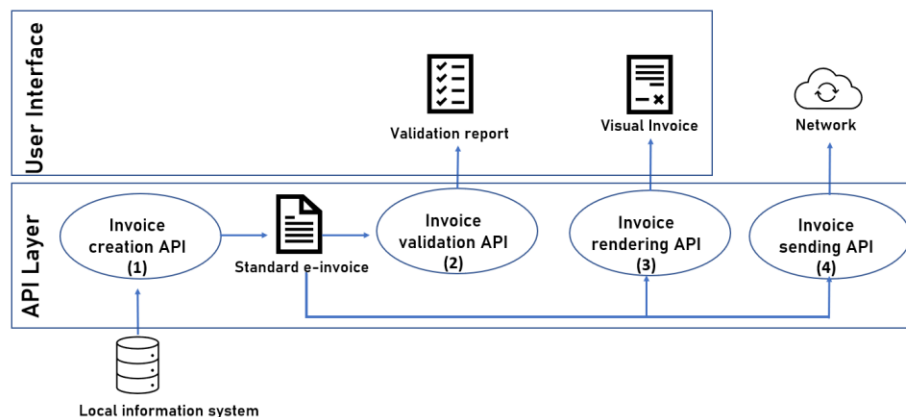 User Interface
Validation report
Visual Invoice
Network
API Layer
Invoice
creation API
(1)
Standard e-invoice
Invoice
validation API
(2)
Invoice
rendering API
(3)
Invoice
sending API
(4)
Local information system